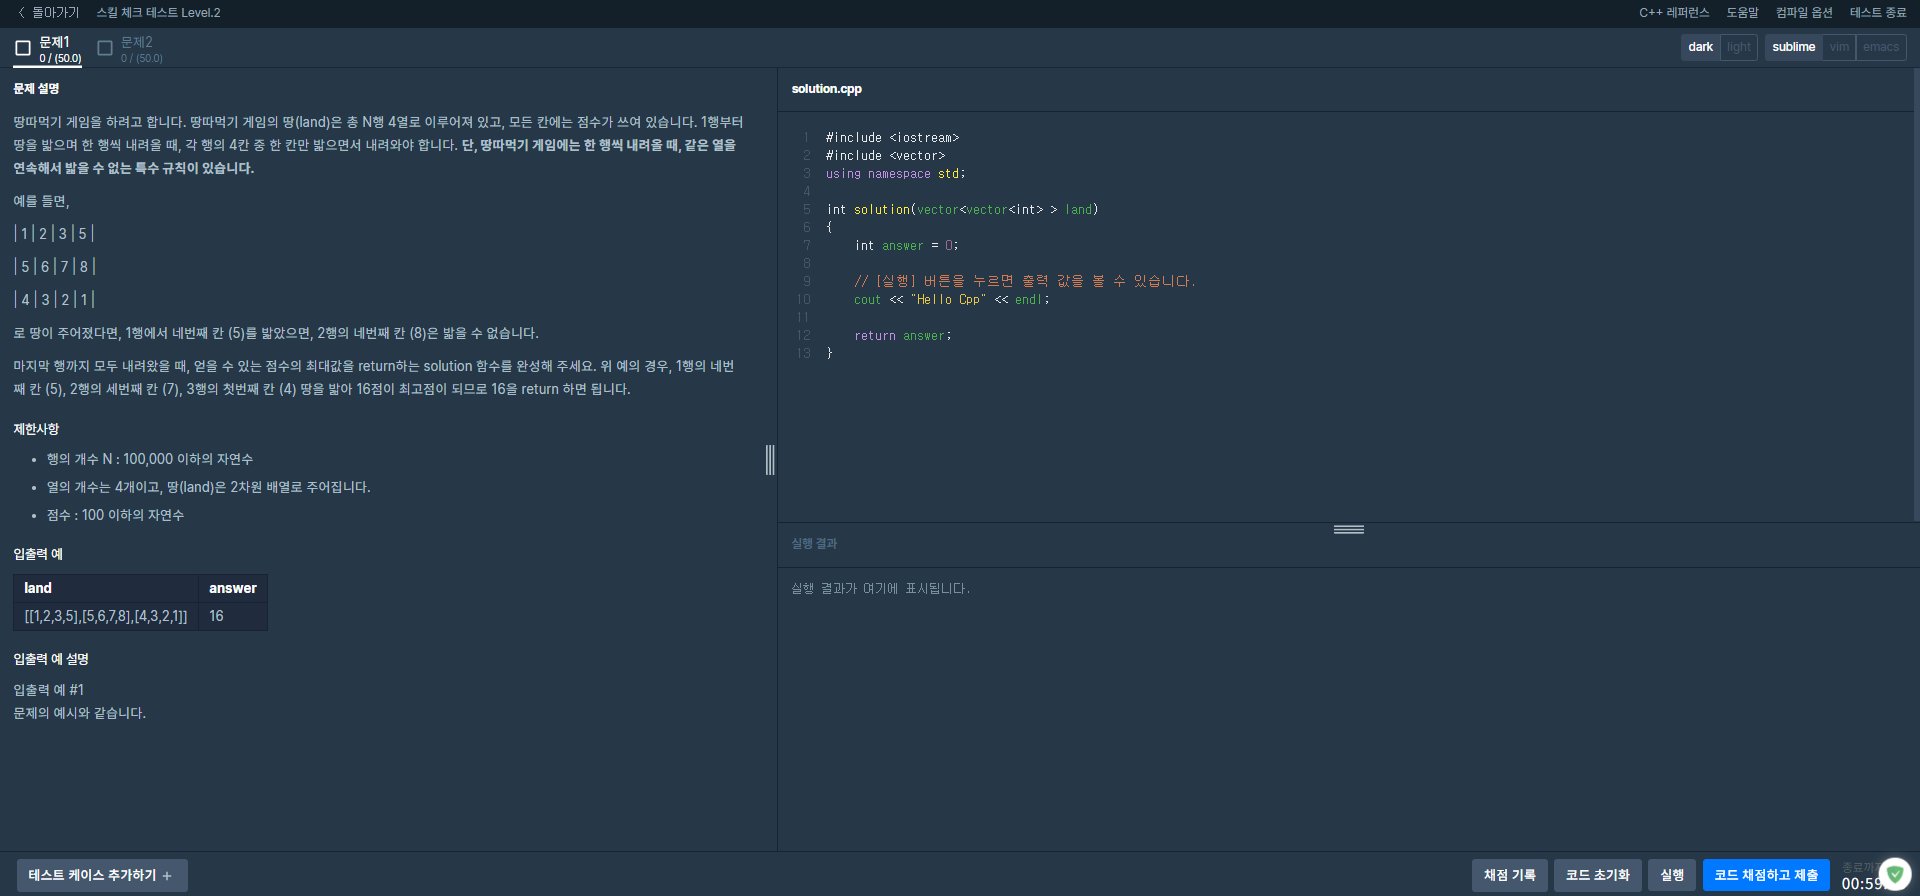 돌아가기 스킬 체크 테스트 Level.2
C++ 레퍼런스 도움말 컴파일 옵션 테스트 종료
문제1 문제2
0 / (50.0) 0 / (50.0)
dark light sublime vim emacs
문제 설명
땅따먹기 게임을 하려고 합니다. 땅따먹기 게임의 땅(land)은 총 N행 4열로 이루어져 있고, 모든 칸에는 점수가 쓰여 있습니다. 1행부터
땅을 밟으며 한 행씩 내려올 때, 각 행의 4칸 중 한 칸만 밟으면서 내려와야 합니다. 단, 땅따먹기 게임에는 한 행씩 내려올 때, 같은 열을
연속해서 밟을 수 없는 특수 규칙이 있습니다.
예를 들면,
| 1 | 2 | 3 | 5 |
| 5 | 6 | 7 | 8 |
| 4 | 3 | 2 | 1 |
로 땅이 주어졌다면, 1행에서 네번째 칸 (5)를 밟았으면, 2행의 네번째 칸 (8)은 밟을 수 없습니다.
마지막 행까지 모두 내려왔을 때, 얻을 수 있는 점수의 최대값을 return하는 solution 함수를 완성해 주세요. 위 예의 경우, 1행의 네번
째 칸 (5), 2행의 세번째 칸 (7), 3행의 첫번째 칸 (4) 땅을 밟아 16점이 최고점이 되므로 16을 return 하면 됩니다.
제한사항
• 행의 개수 N : 100,000 이하의 자연수
• 열의 개수는 4개이고, 땅(land)은 2차원 배열로 주어집니다.
• 점수 : 100 이하의 자연수
입출력 예
land answer
[[1,2,3,5],[5,6,7,8],[4,3,2,1]] 16
입출력 예 설명
입출력 예 #1
문제의 예시와 같습니다.
solution.cpp
1 #include <iostream>
2 #include <vector>
3 using namespace std;
4
5 int solution(vector<vector<int> > land)
6 {
7     int answer = 0;
8
9     // [실행] 버튼을 누르면 출력 값을 볼 수 있습니다.
10     cout << "Hello Cpp" << endl;
11
12     return answer;
13 }
실행 결과
실행 결과가 여기에 표시됩니다.
테스트 케이스 추가하기 +
채점 기록 코드 초기화 실행 코드 채점하고 제출
00:59